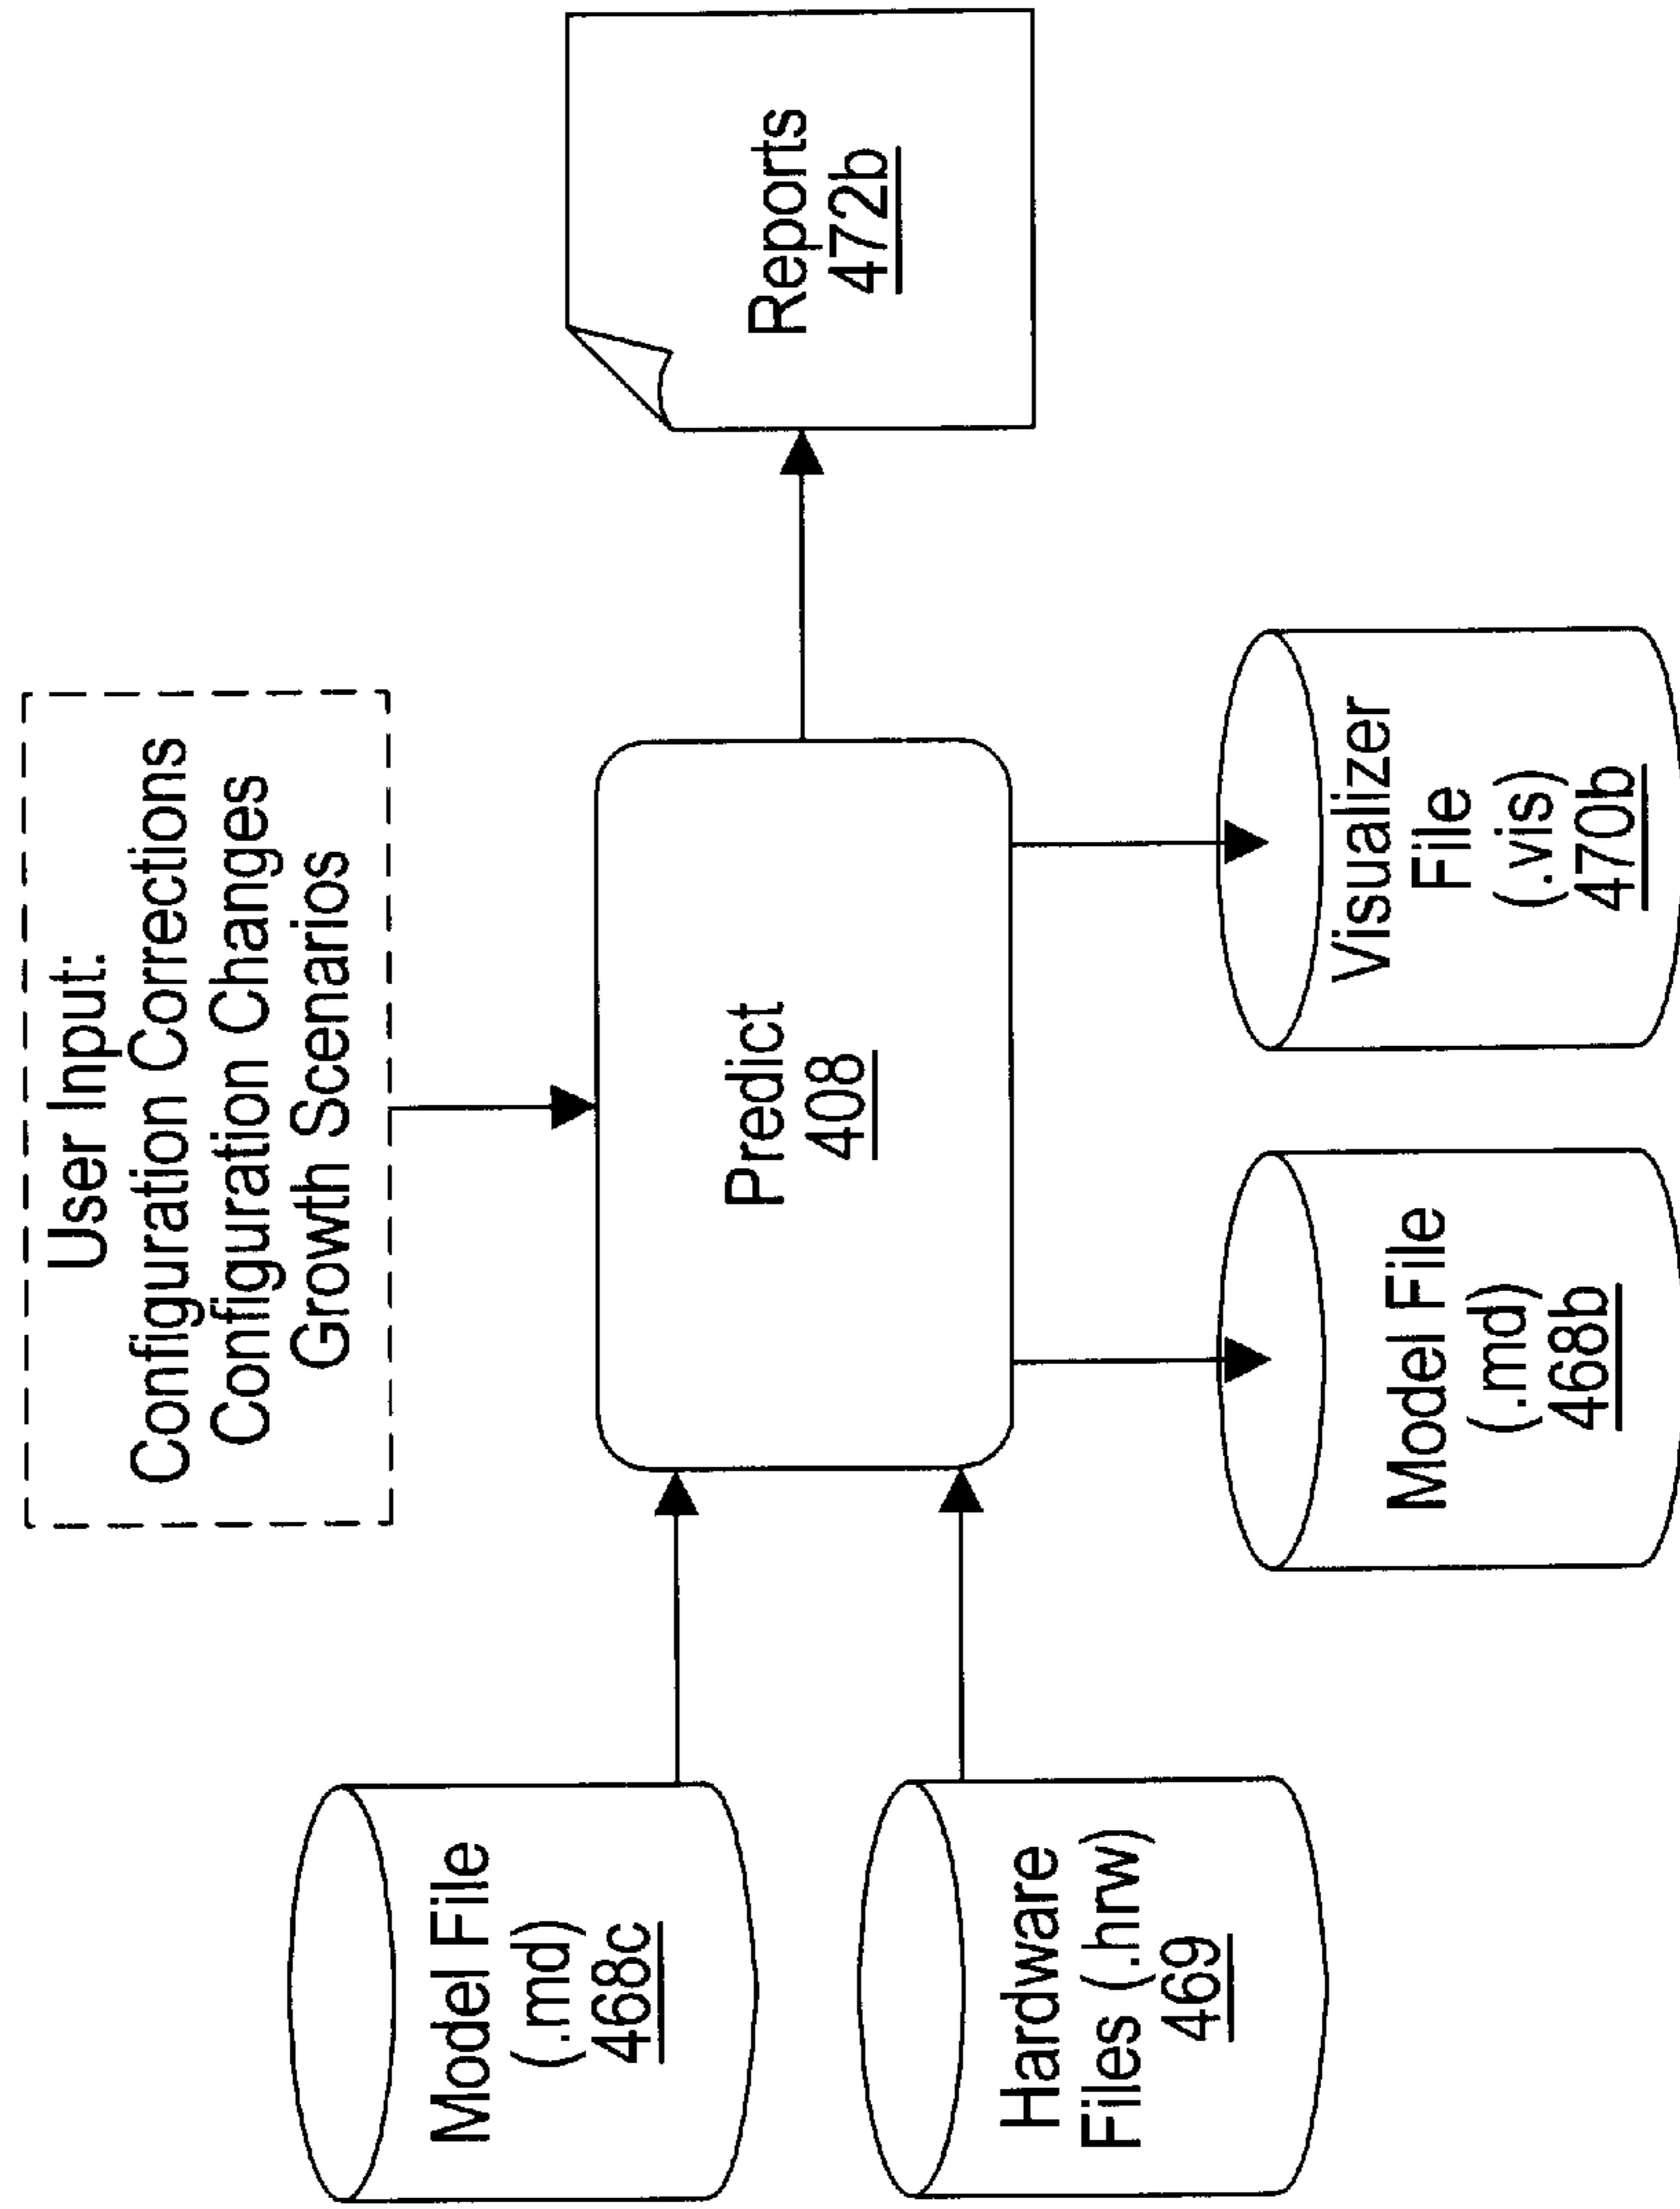 User Input:
Configuration Corrections
Configuration Changes
Growth Scenarios
Model File
(.md)
468c
Hardware
Files (.hrw)
469
Predict
408
Reports
472b
Model File
(.md)
468b
Visualizer
File
(.vis)
470b